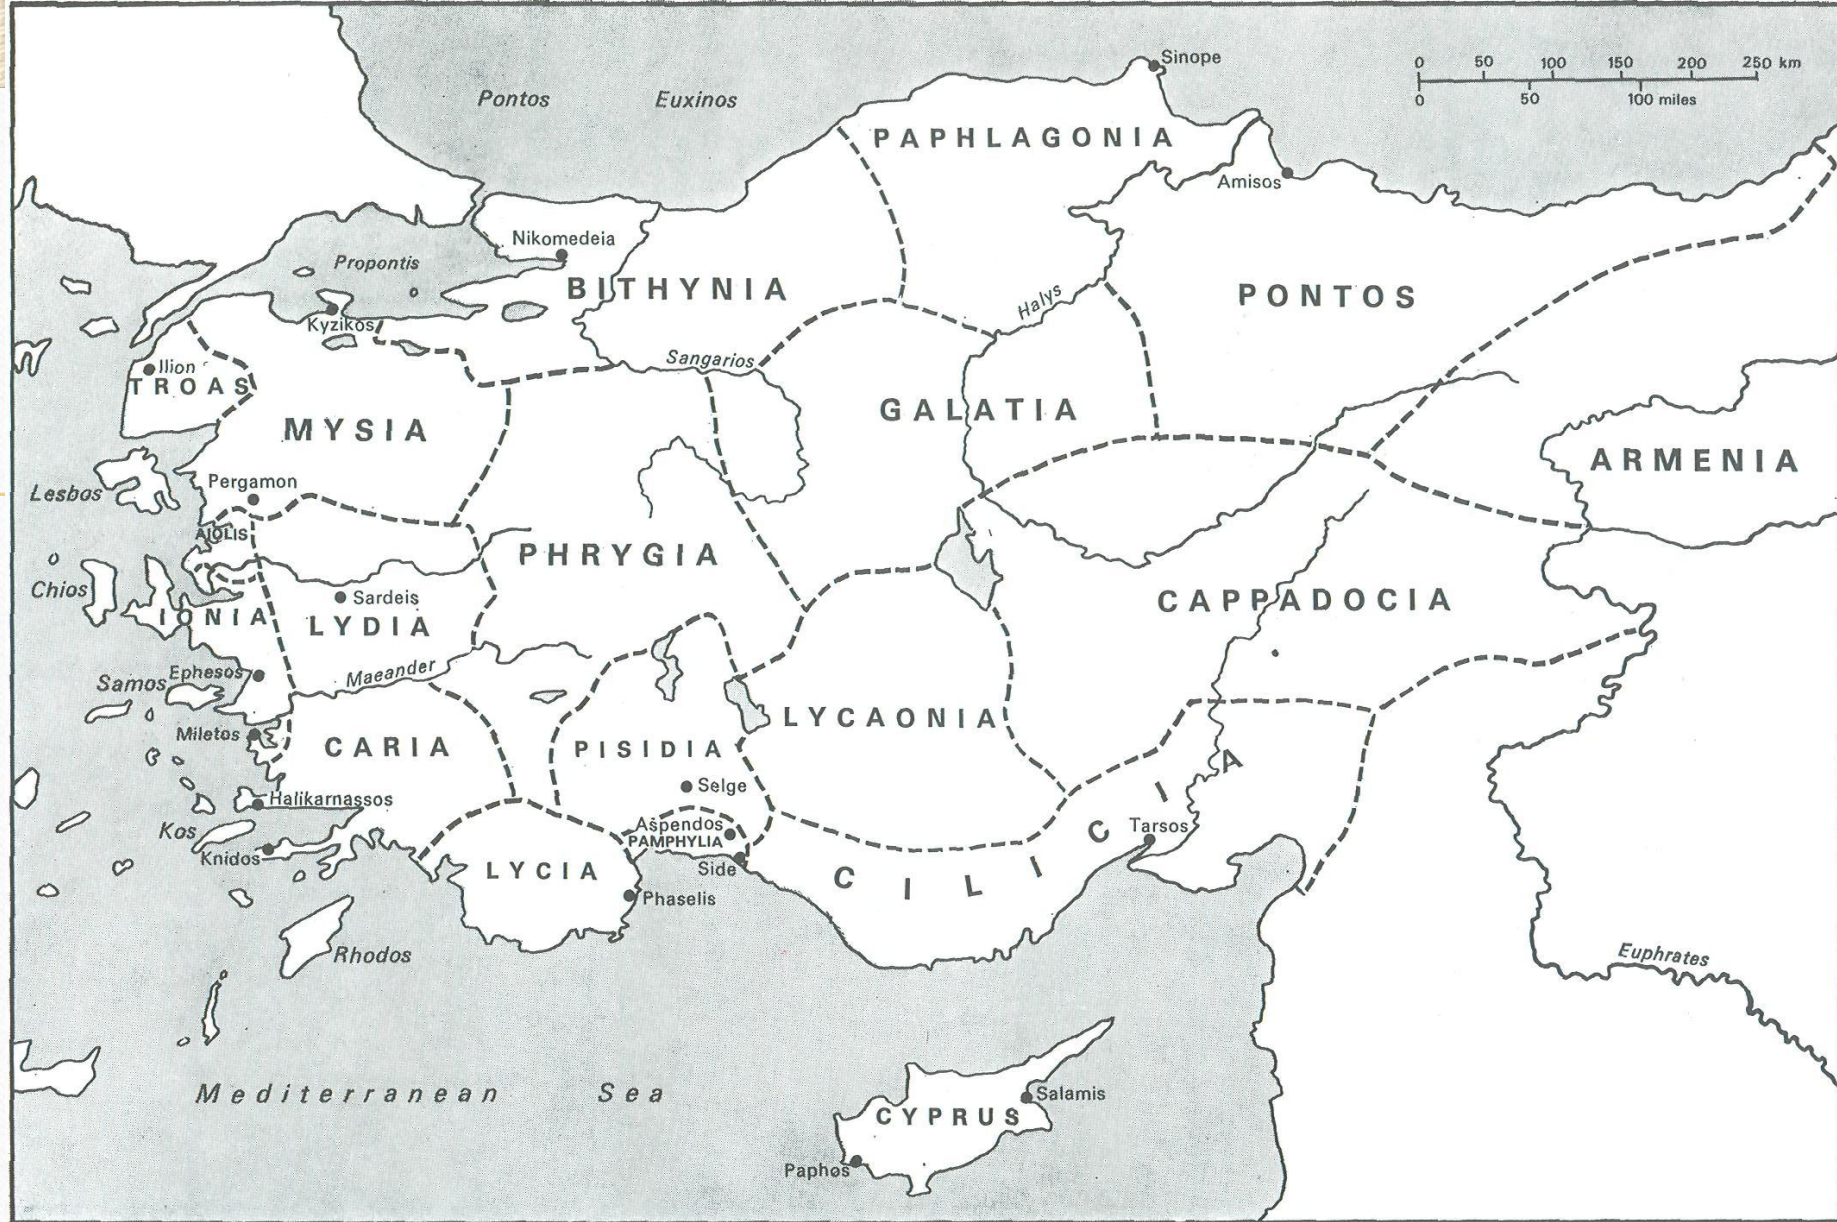 Sinope
0 50 100 150 200 250 km
0 50 100 miles
Pontos Euxinos
PAPHLAGONIA
Amisos
Nikomedeia
Propontis
BITHYNIA
PONTOS
Halys
Kyzikos
Sangarios
Ilion
TROAS
MYSIA
GALATIA
ARMENIA
Pergamon
Lesbos
AIOLIS
PHRYGIA
Chios
Sardeis
CAPPADOCIA
IONIA
LYDIA
Maeander
Ephesos
Samos
LYCAONIA
Miletos
CARIA
PISIDIA
Selge
Halikarnassos
Kos
Aspendos
PAMPHYLIA
Tarsos
Knidos
Side
LYCIA
CILICIA
Phaselis
Rhodos
Euphrates
Mediterranean Sea
Salamis
CYPRUS
Paphos